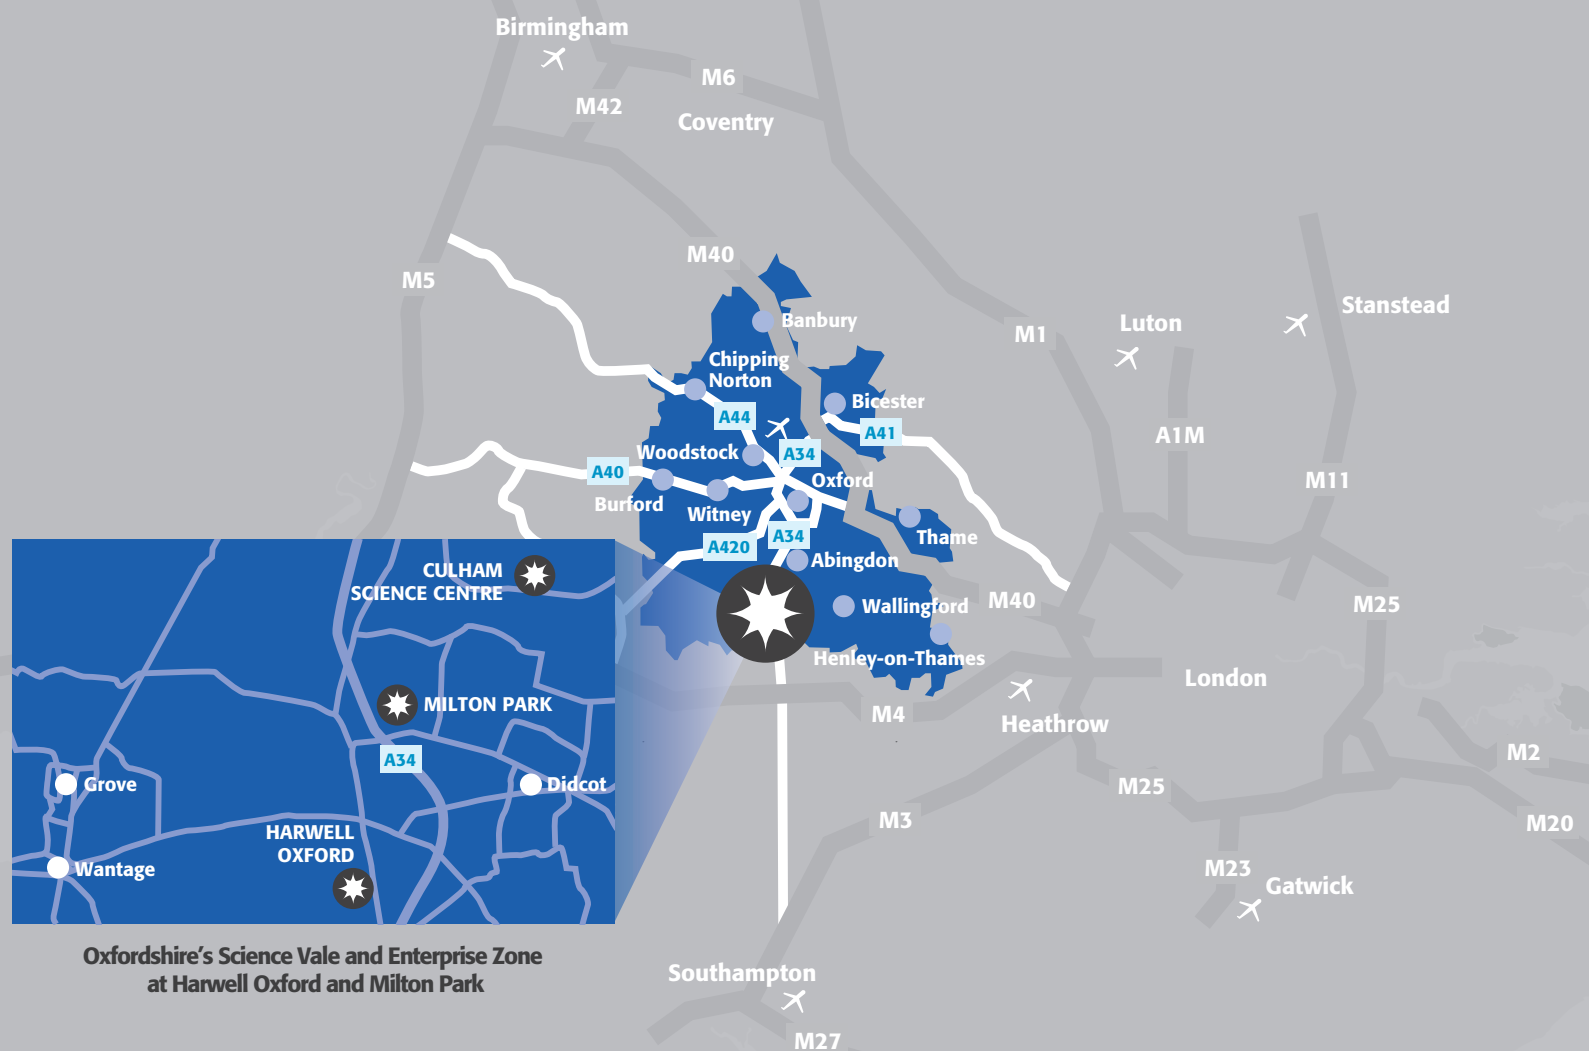 Birmingham
M6
M42
Coventry
M40
M5
Banbury
Stanstead
Luton
M1
Chipping
Norton
Bicester
A44
A41
A1M
Woodstock
A34
A40
Oxford
M11
Burford
Witney
A34
Thame
A420
Abingdon
CULHAM
SCIENCE CENTRE
Wallingford
M40
M25
Henley-on-Thames
London
MILTON PARK
M4
Heathrow
A34
M2
Grove
Didcot
M25
M3
M20
HARWELL
OXFORD
Wantage
M23
Gatwick
Oxfordshire’s Science Vale and Enterprise Zone
at Harwell Oxford and Milton Park
Southampton
M27